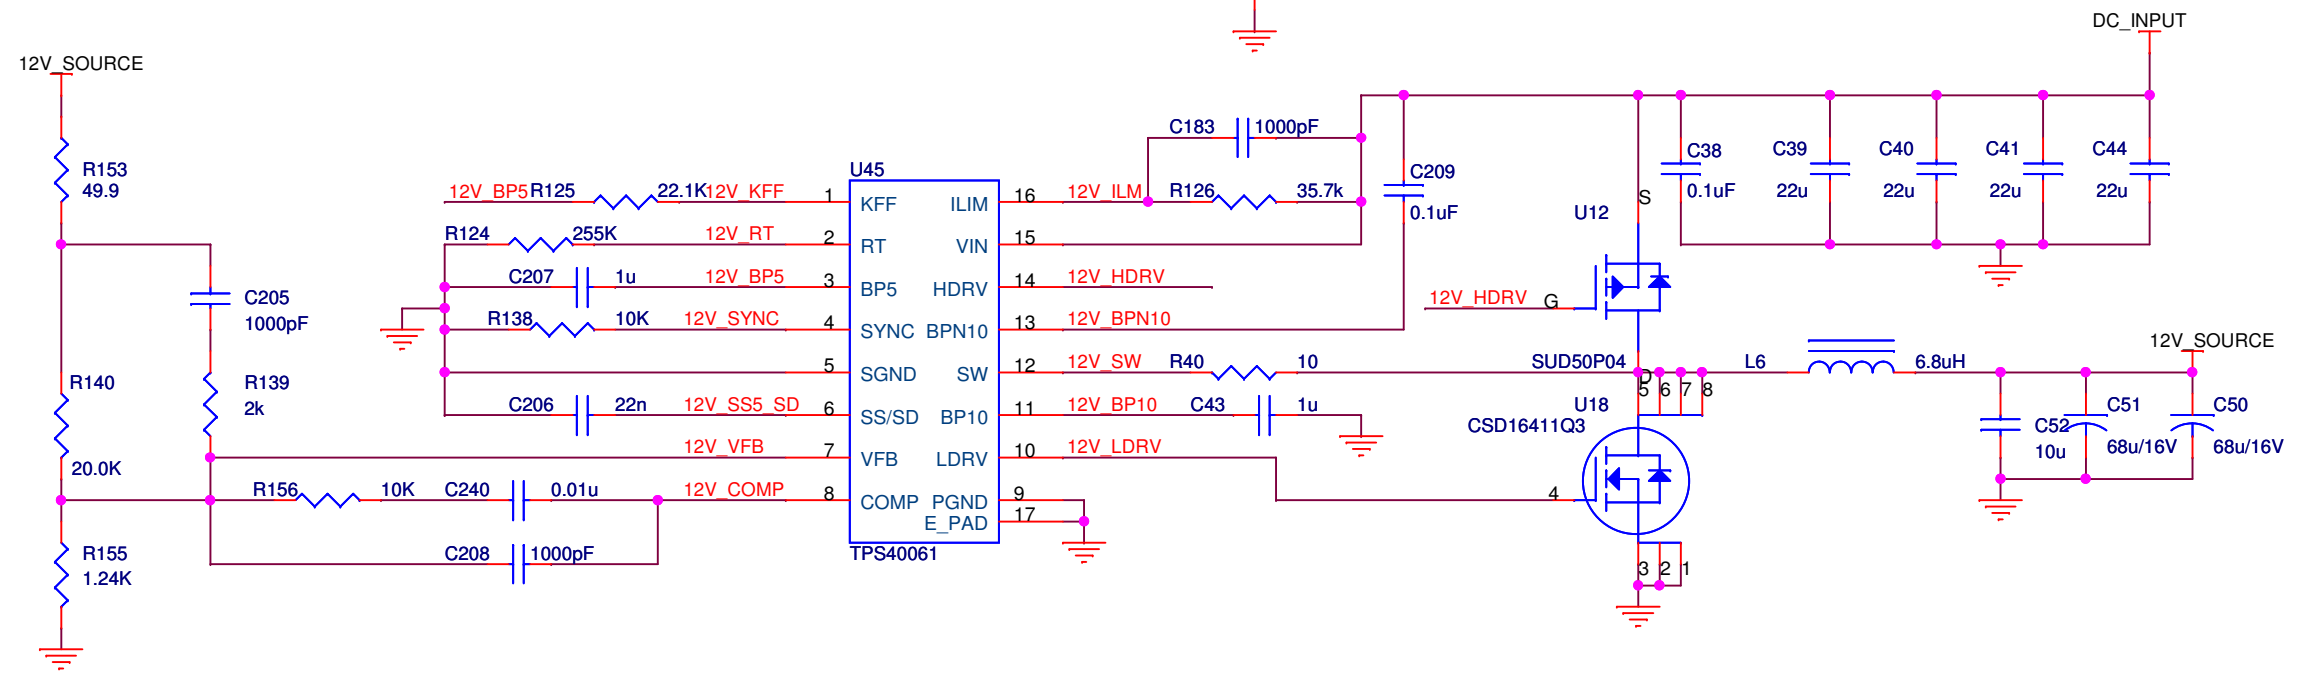 DC_INPUT
12V_SOURCE
R153
49.9
C205
1000pF
R139
2k
R140
20.0K
R155
1.24K
R156
10K
C240
0.01u
C208
1000pF
12V_BP5
R125
22.1K
12V_KFF
R124
255K
12V_RT
C207
1u
12V_BP5
R138
10K
12V_SYNC
C206
22n
12V_SS5_SD
12V_VFB
12V_COMP
U45
1 KFF
2 RT
3 BP5
4 SYNC
5 SGND
6 SS/SD
7 VFB
8 COMP
ILIM 16
VIN 15
HDRV 14
BPN10 13
SW 12
BP10 11
LDRV 10
PGND 9
E_PAD 17
TPS40061
12V_ILM
C183
1000pF
R126
35.7k
12V_HDRV
12V_BPN10
12V_SW
R40
10
12V_BP10
C43
1u
12V_LDRV
C209
0.1uF
U12
S
12V_HDRV
G
SUD50P04
D
5 6 7 8
U18
CSD16411Q3
4
3 2 1
C38
0.1uF
C39
22u
C40
22u
C41
22u
C44
22u
L6
6.8uH
12V_SOURCE
C52
10u
C51
68u/16V
C50
68u/16V